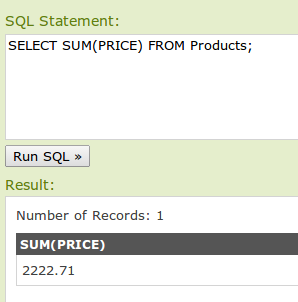 SQL Statement:
SELECT SUM(PRICE) FROM Products;
Run SQL »
Result:
Number of Records: 1
SUM(PRICE)
2222.71